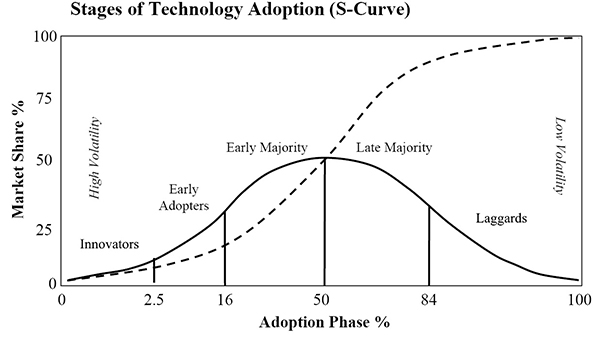 Stages of Technology Adoption (S-Curve)
100
75
50
25
0
Market Share %
High Volatility
Low Volatility
Innovators
Early
Adopters
Early Majority
Late Majority
Laggards
0
2.5
16
50
84
100
Adoption Phase %